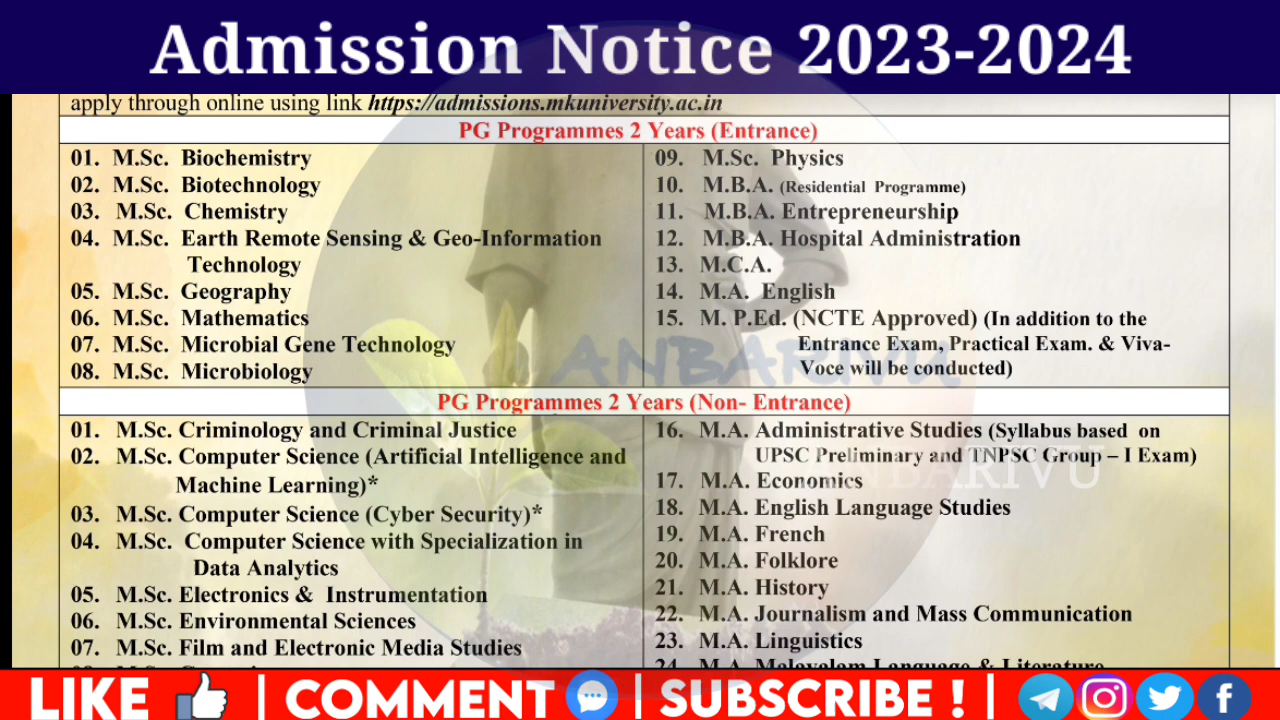 Admission Notice 2023-2024
apply through online using link https://admissions.mkuniversity.ac.in
PG Programmes 2 Years (Entrance)
01. M.Sc. Biochemistry
02. M.Sc. Biotechnology
03. M.Sc. Chemistry
04. M.Sc. Earth Remote Sensing & Geo-Information
Technology
05. M.Sc. Geography
06. M.Sc. Mathematics
07. M.Sc. Microbial Gene Technology
08. M.Sc. Microbiology
09. M.Sc. Physics
10. M.B.A. (Residential Programme)
11. M.B.A. Entrepreneurship
12. M.B.A. Hospital Administration
13. M.C.A.
14. M.A. English
15. M. P.Ed. (NCTE Approved) (In addition to the
Entrance Exam, Practical Exam. & Viva-
Voce will be conducted)
ANBARIVU
PG Programmes 2 Years (Non- Entrance)
01. M.Sc. Criminology and Criminal Justice
02. M.Sc. Computer Science (Artificial Intelligence and
Machine Learning)*
03. M.Sc. Computer Science (Cyber Security)*
04. M.Sc. Computer Science with Specialization in
Data Analytics
05. M.Sc. Electronics & Instrumentation
06. M.Sc. Environmental Sciences
07. M.Sc. Film and Electronic Media Studies
16. M.A. Administrative Studies (Syllabus based on
UPSC Preliminary and TNPSC Group – I Exam)
ANBARIVU
17. M.A. Economics
18. M.A. English Language Studies
19. M.A. French
20. M.A. Folklore
21. M.A. History
22. M.A. Journalism and Mass Communication
23. M.A. Linguistics
24. M.A. Malayalam Language & Literature
LIKE | COMMENT | SUBSCRIBE ! |